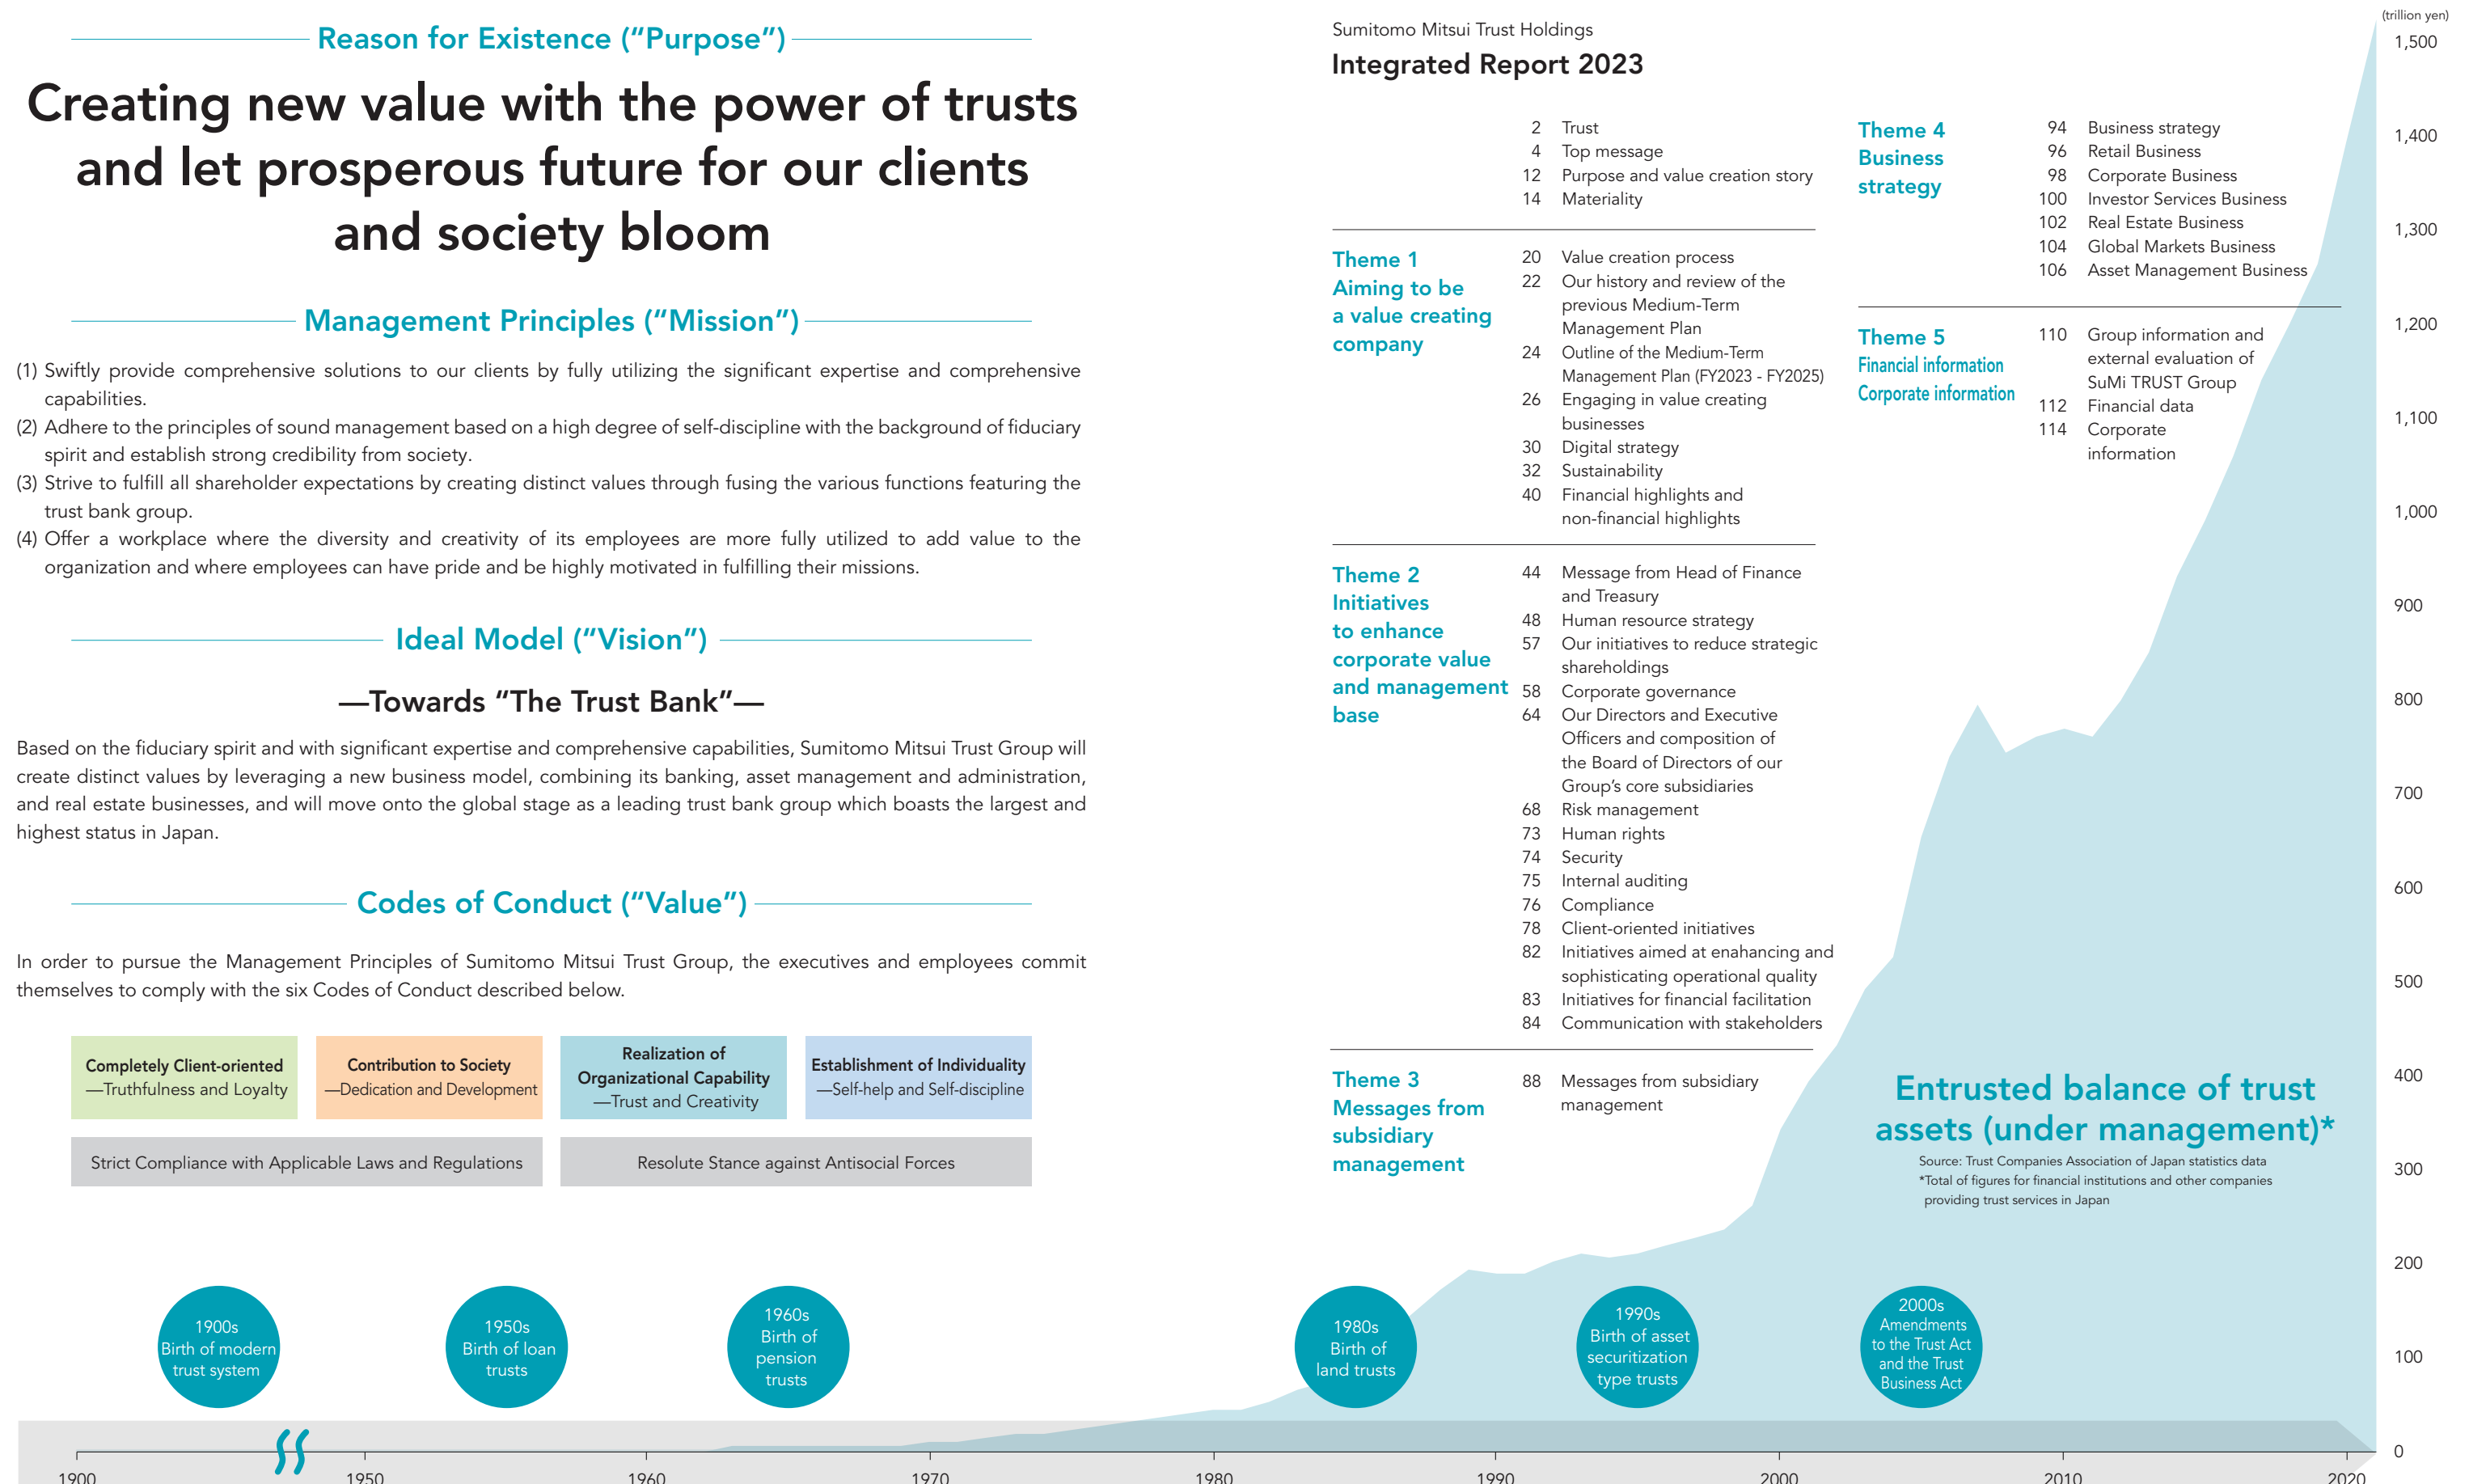 Reason for Existence (“Purpose”)
Creating new value with the power of trusts
and let prosperous future for our clients
and society bloom
Management Principles (“Mission”)
(1) Swiftly provide comprehensive solutions to our clients by fully utilizing the significant expertise and comprehensive
capabilities.
(2) Adhere to the principles of sound management based on a high degree of self-discipline with the background of fiduciary
spirit and establish strong credibility from society.
(3) Strive to fulfill all shareholder expectations by creating distinct values through fusing the various functions featuring the
trust bank group.
(4) Offer a workplace where the diversity and creativity of its employees are more fully utilized to add value to the
organization and where employees can have pride and be highly motivated in fulfilling their missions.
Ideal Model (“Vision”)
—Towards “The Trust Bank”—
Based on the fiduciary spirit and with significant expertise and comprehensive capabilities, Sumitomo Mitsui Trust Group will
create distinct values by leveraging a new business model, combining its banking, asset management and administration,
and real estate businesses, and will move onto the global stage as a leading trust bank group which boasts the largest and
highest status in Japan.
Codes of Conduct (“Value”)
In order to pursue the Management Principles of Sumitomo Mitsui Trust Group, the executives and employees commit
themselves to comply with the six Codes of Conduct described below.
Completely Client-oriented
—Truthfulness and Loyalty
Contribution to Society
—Dedication and Development
Realization of
Organizational Capability
—Trust and Creativity
Establishment of Individuality
—Self-help and Self-discipline
Strict Compliance with Applicable Laws and Regulations
Resolute Stance against Antisocial Forces
Sumitomo Mitsui Trust Holdings
Integrated Report 2023
2 Trust
4 Top message
12 Purpose and value creation story
14 Materiality
Theme 1
Aiming to be
a value creating
company
20 Value creation process
22 Our history and review of the
previous Medium-Term
Management Plan
24 Outline of the Medium-Term
Management Plan (FY2023 - FY2025)
26 Engaging in value creating
businesses
30 Digital strategy
32 Sustainability
40 Financial highlights and
non-financial highlights
Theme 2
Initiatives
to enhance
corporate value
and management
base
44 Message from Head of Finance
and Treasury
48 Human resource strategy
57 Our initiatives to reduce strategic
shareholdings
58 Corporate governance
64 Our Directors and Executive
Officers and composition of
the Board of Directors of our
Group’s core subsidiaries
68 Risk management
73 Human rights
74 Security
75 Internal auditing
76 Compliance
78 Client-oriented initiatives
82 Initiatives aimed at enahancing and
sophisticating operational quality
83 Initiatives for financial facilitation
84 Communication with stakeholders
Theme 3
Messages from
subsidiary
management
88 Messages from subsidiary
management
Theme 4
Business
strategy
94 Business strategy
96 Retail Business
98 Corporate Business
100 Investor Services Business
102 Real Estate Business
104 Global Markets Business
106 Asset Management Business
Theme 5
Financial information
Corporate information
110 Group information and
external evaluation of
SuMi TRUST Group
112 Financial data
114 Corporate
information
Entrusted balance of trust
assets (under management)*
Source: Trust Companies Association of Japan statistics data
*Total of figures for financial institutions and other companies
providing trust services in Japan
(trillion yen)
1,500
1,400
1,300
1,200
1,100
1,000
900
800
700
600
500
400
300
200
100
0
1900s
Birth of modern
trust system
1950s
Birth of loan
trusts
1960s
Birth of
pension
trusts
1980s
Birth of
land trusts
1990s
Birth of asset
securitization
type trusts
2000s
Amendments
to the Trust Act
and the Trust
Business Act
1900
1950
1960
1970
1980
1990
2000
2010
2020